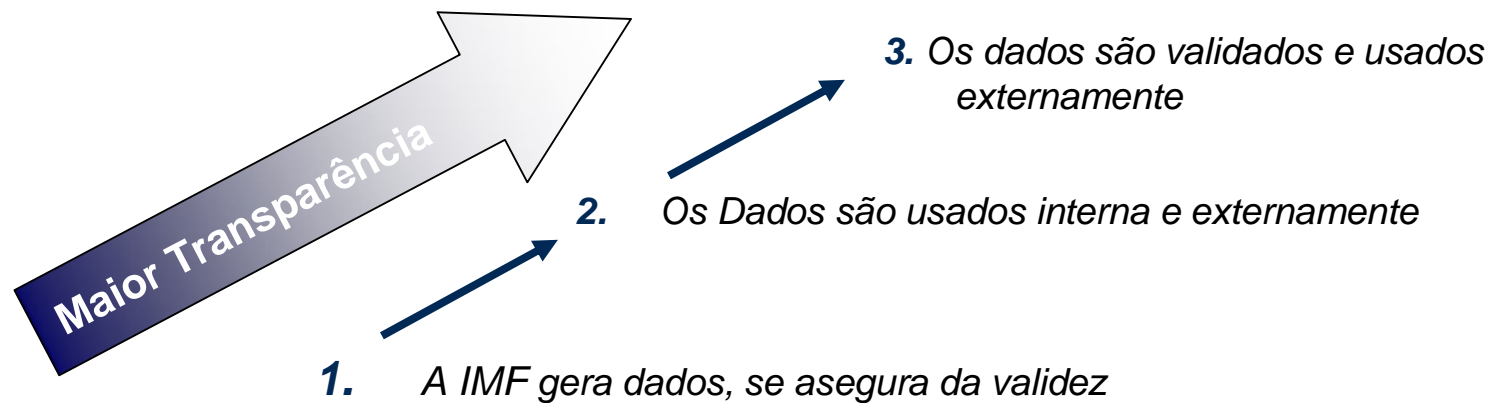 Maior Transparência
3. Os dados são validados e usados
externamente
2. Os Dados são usados interna e externamente
1. A IMF gera dados, se asegura da validez